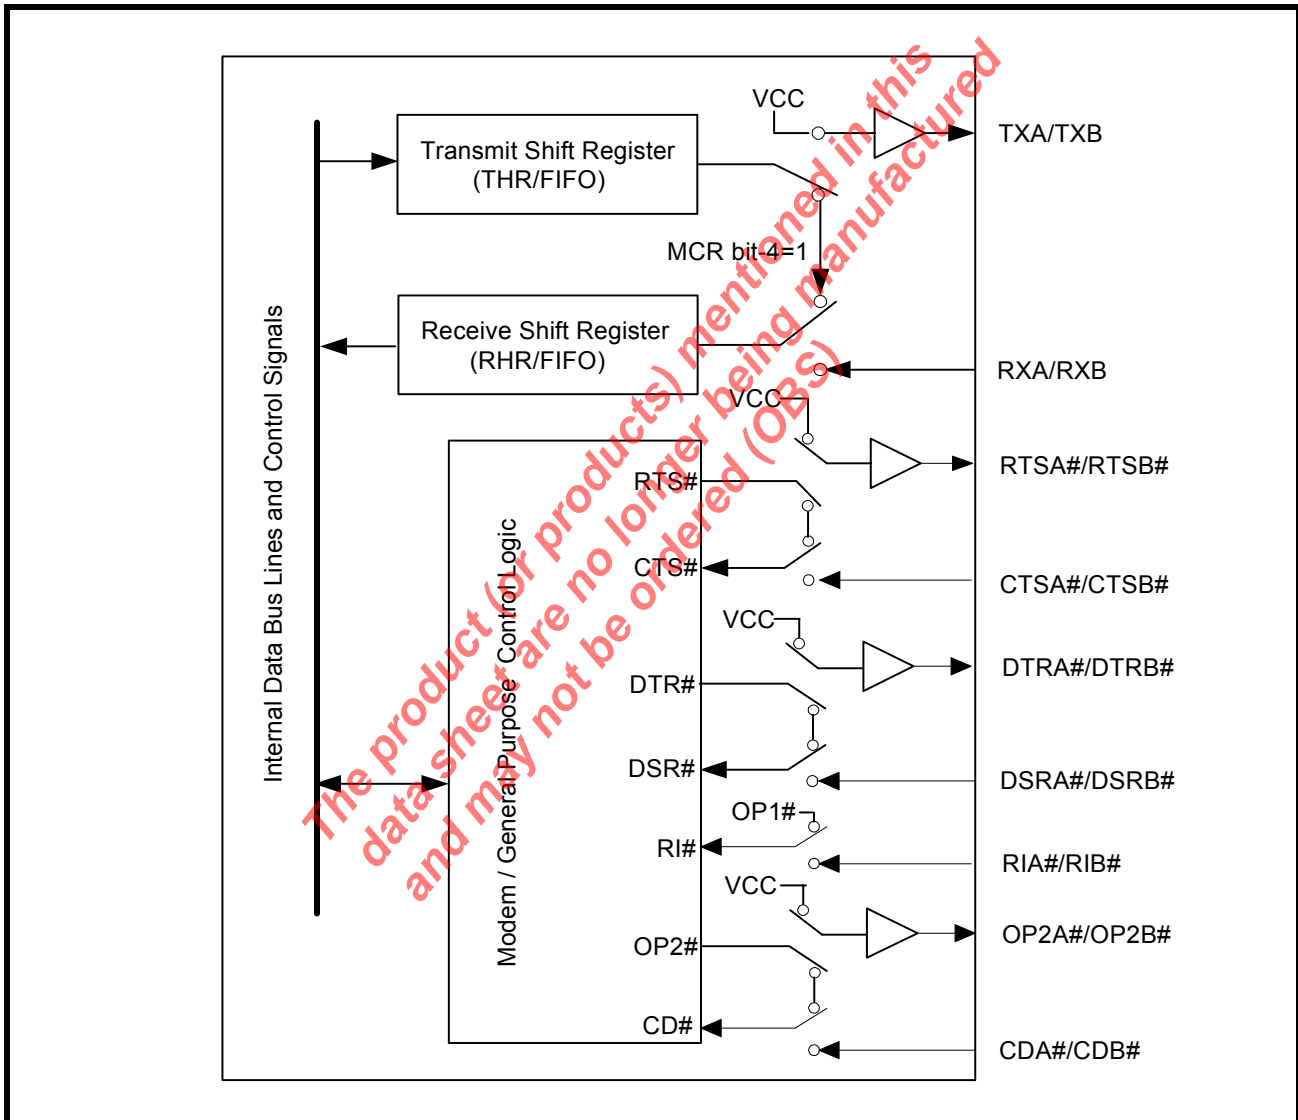 VCC
TXA/TXB
Transmit Shift Register
(THR/FIFO)
MCR bit-4=1
Receive Shift Register
(RHR/FIFO)
RXA/RXB
VCC
RTSA#/RTSB#
RTS#
CTS#
CTSA#/CTSB#
VCC
DTRA#/DTRB#
DTR#
DSR#
DSRA#/DSRB#
OP1#
RI#
RIA#/RIB#
VCC
OP2A#/OP2B#
OP2#
CD#
CDA#/CDB#
Internal Data Bus Lines and Control Signals
Modem / General Purpose Control Logic
The product (or products) mentioned in this
data sheet are no longer being manufactured
and may not be ordered (OBS)